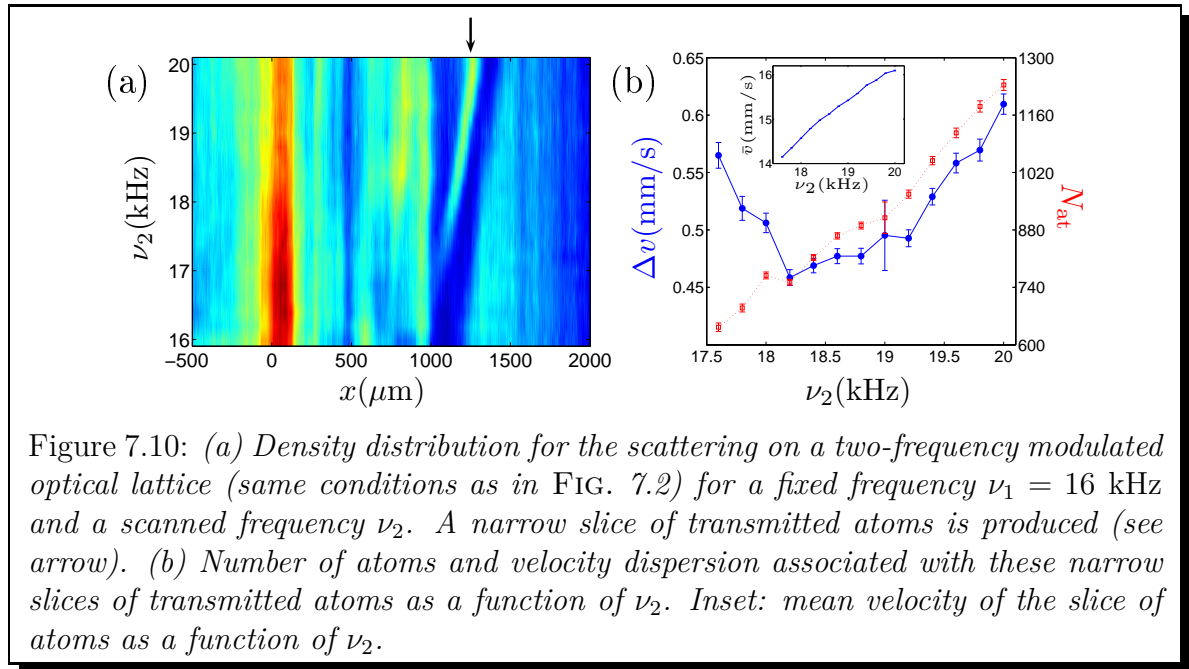 (a)
ν₂(kHz)
20
19
18
17
16
−500
0
500
1000
1500
2000
x(μm)
(b)
Δv(mm/s)
0.65
0.6
0.55
0.5
0.45
1300
1160
1020
880
740
600
N_at
17.5
18
18.5
19
19.5
20
ν₂(kHz)
v̄(mm/s)
16
15
14
18
19
20
ν₂(kHz)
Figure 7.10: (a) Density distribution for the scattering on a two-frequency modulated
optical lattice (same conditions as in Fig. 7.2) for a fixed frequency ν₁ = 16 kHz
and a scanned frequency ν₂. A narrow slice of transmitted atoms is produced (see
arrow). (b) Number of atoms and velocity dispersion associated with these narrow
slices of transmitted atoms as a function of ν₂. Inset: mean velocity of the slice of
atoms as a function of ν₂.